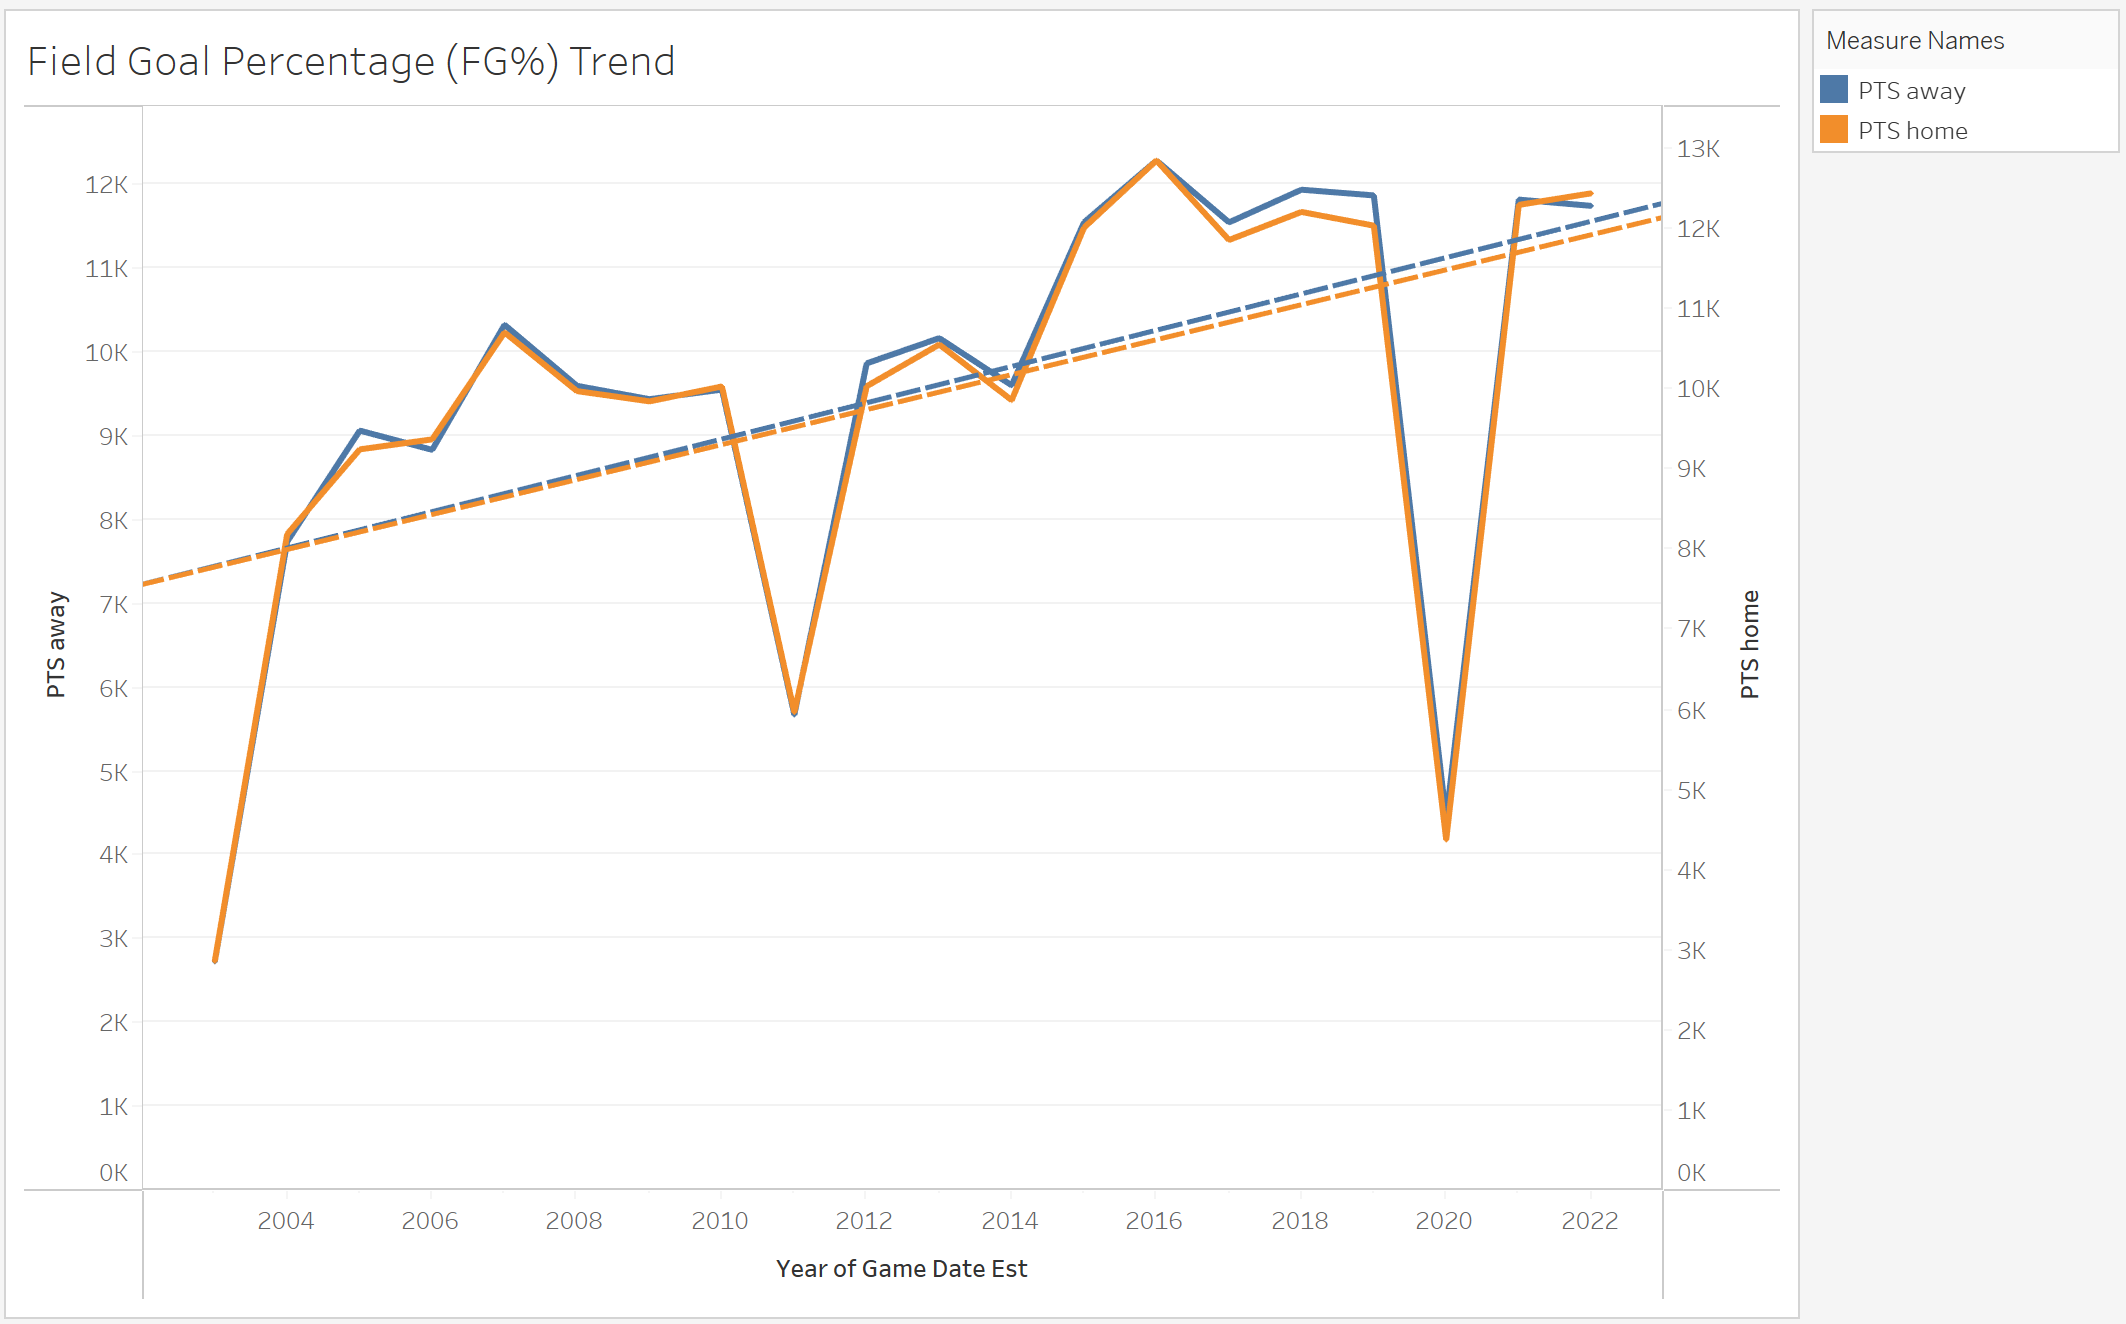 Field Goal Percentage (FG%) Trend
Measure Names
PTS away
PTS home
12K
11K
10K
9K
8K
7K
6K
5K
4K
3K
2K
1K
0K
PTS away
13K
12K
11K
10K
9K
8K
7K
6K
5K
4K
3K
2K
1K
0K
PTS home
2004 2006 2008 2010 2012 2014 2016 2018 2020 2022
Year of Game Date Est